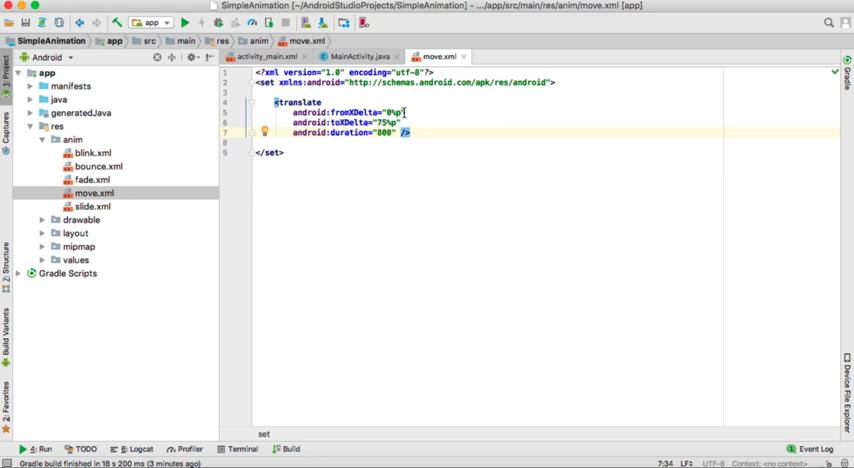 SimpleAnimation [~/AndroidStudioProjects/SimpleAnimation] - .../app/src/main/res/anim/move.xml [app]
app
SimpleAnimation app src main res anim move.xml
Android
activity_main.xml MainActivity.java move.xml
1: Project
Captures
Z: Structure
Build Variants
2: Favorites
app
manifests
java
generatedJava
res
anim
blink.xml
bounce.xml
fade.xml
move.xml
slide.xml
drawable
layout
mipmap
values
Gradle Scripts
1 <?xml version="1.0" encoding="utf-8"?>
2 <set xmlns:android="http://schemas.android.com/apk/res/android">
3
4 <translate
5 android:fromXDelta="0%p"
6 android:toXDelta="75%p"
7 android:duration="800" />
8
9 </set>
set
Gradle
Device File Explorer
4: Run TODO 6: Logcat Profiler Terminal Build Event Log
Gradle build finished in 18 s 200 ms (3 minutes ago) 7:34 LF÷ UTF-8 Context: <no context>